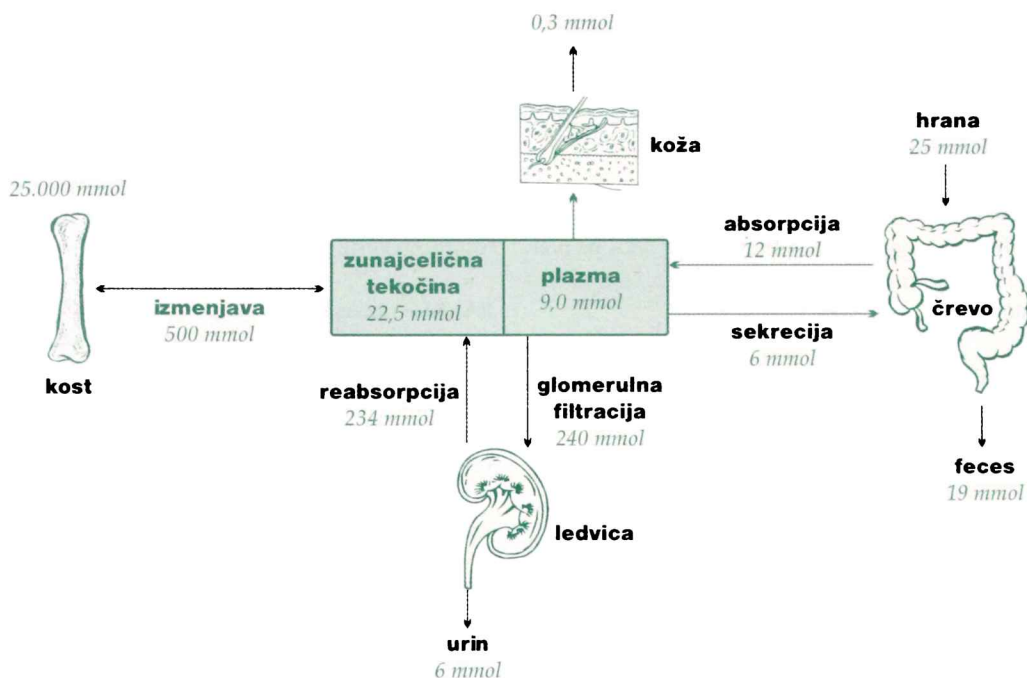 0,3 mmol
koža
hrana
25 mmol
25.000 mmol
kost
izmenjava
500 mmol
zunajcelična
tekočina
22,5 mmol
plazma
9,0 mmol
absorpcija
12 mmol
sekrecija
6 mmol
črevo
reabsorpcija
234 mmol
glomerulna
filtracija
240 mmol
feces
19 mmol
ledvica
urin
6 mmol